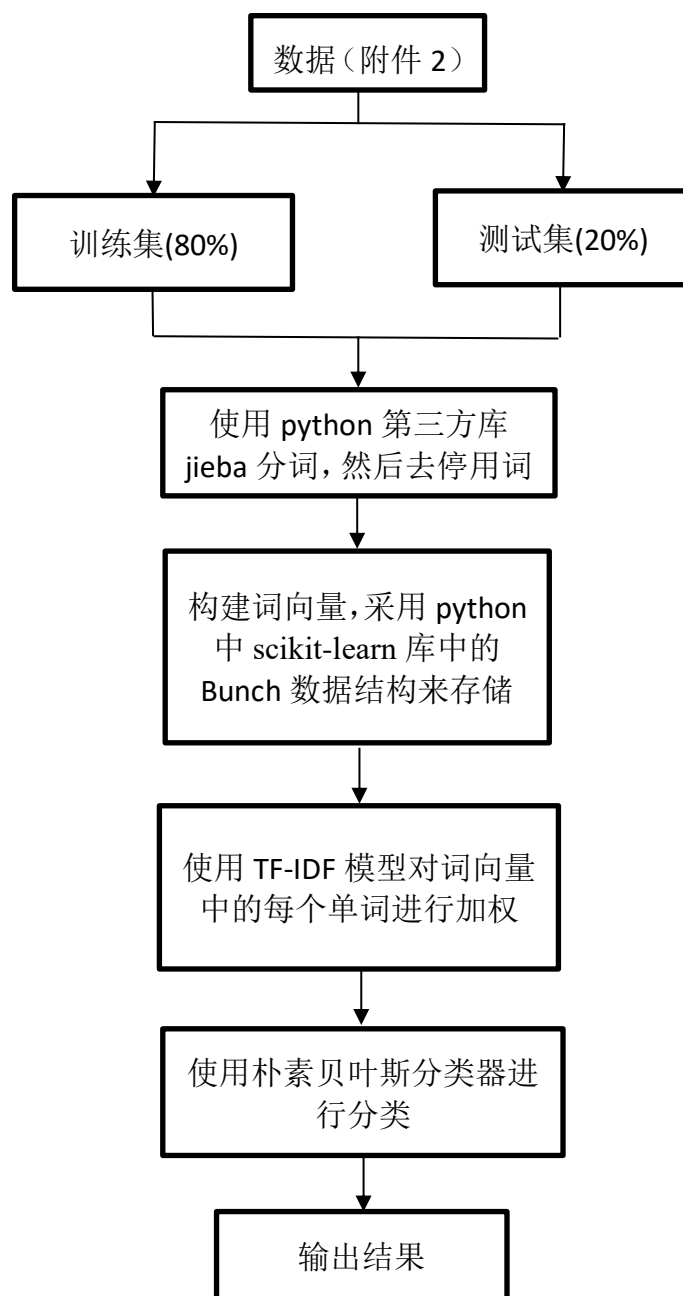 数据（附件 2）
训练集(80%)
测试集(20%)
使用 python 第三方库
jieba 分词，然后去停用词
构建词向量，采用 python
中 scikit-learn 库中的
Bunch 数据结构来存储
使用 TF-IDF 模型对词向量
中的每个单词进行加权
使用朴素贝叶斯分类器进
行分类
输出结果